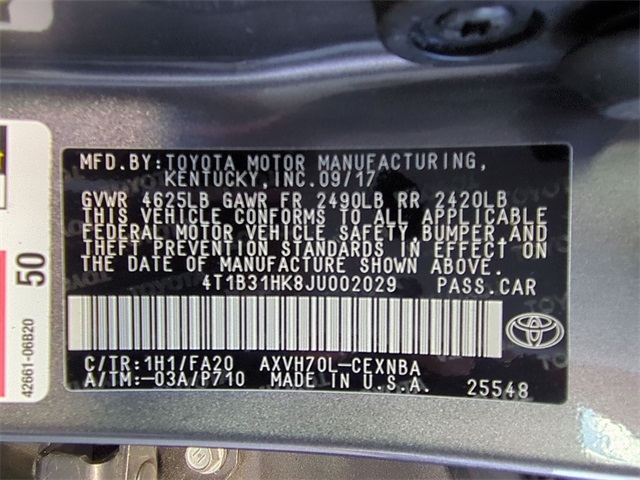 MFD.BY:TOYOTA MOTOR MANUFACTURING,
KENTUCKY,INC.09/17
GVWR 4625LB GAWR FR 2490LB RR 2420LB
THIS VEHICLE CONFORMS TO ALL APPLICABLE
FEDERAL MOTOR VEHICLE SAFETY,BUMPER,AND
THEFT PREVENTION STANDARDS IN EFFECT ON
THE DATE OF MANUFACTURE SHOWN ABOVE.
4T1B31HK8JU002029 PASS.CAR
C/TR:1H1/FA20 AXVH70L-CEXNBA
A/TM:-03A/P710 MADE IN U.S.A. 25548
50
42661-06B20